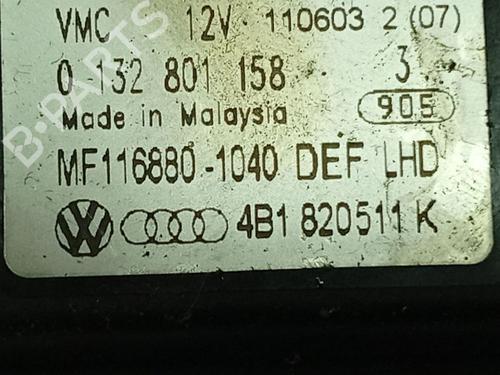 VMC 12V 110603 2 (07)
0 132 801 158 3
Made in Malaysia 905
MF116880-1040 DEF LHD
4B1 820511 K
B-PARTS